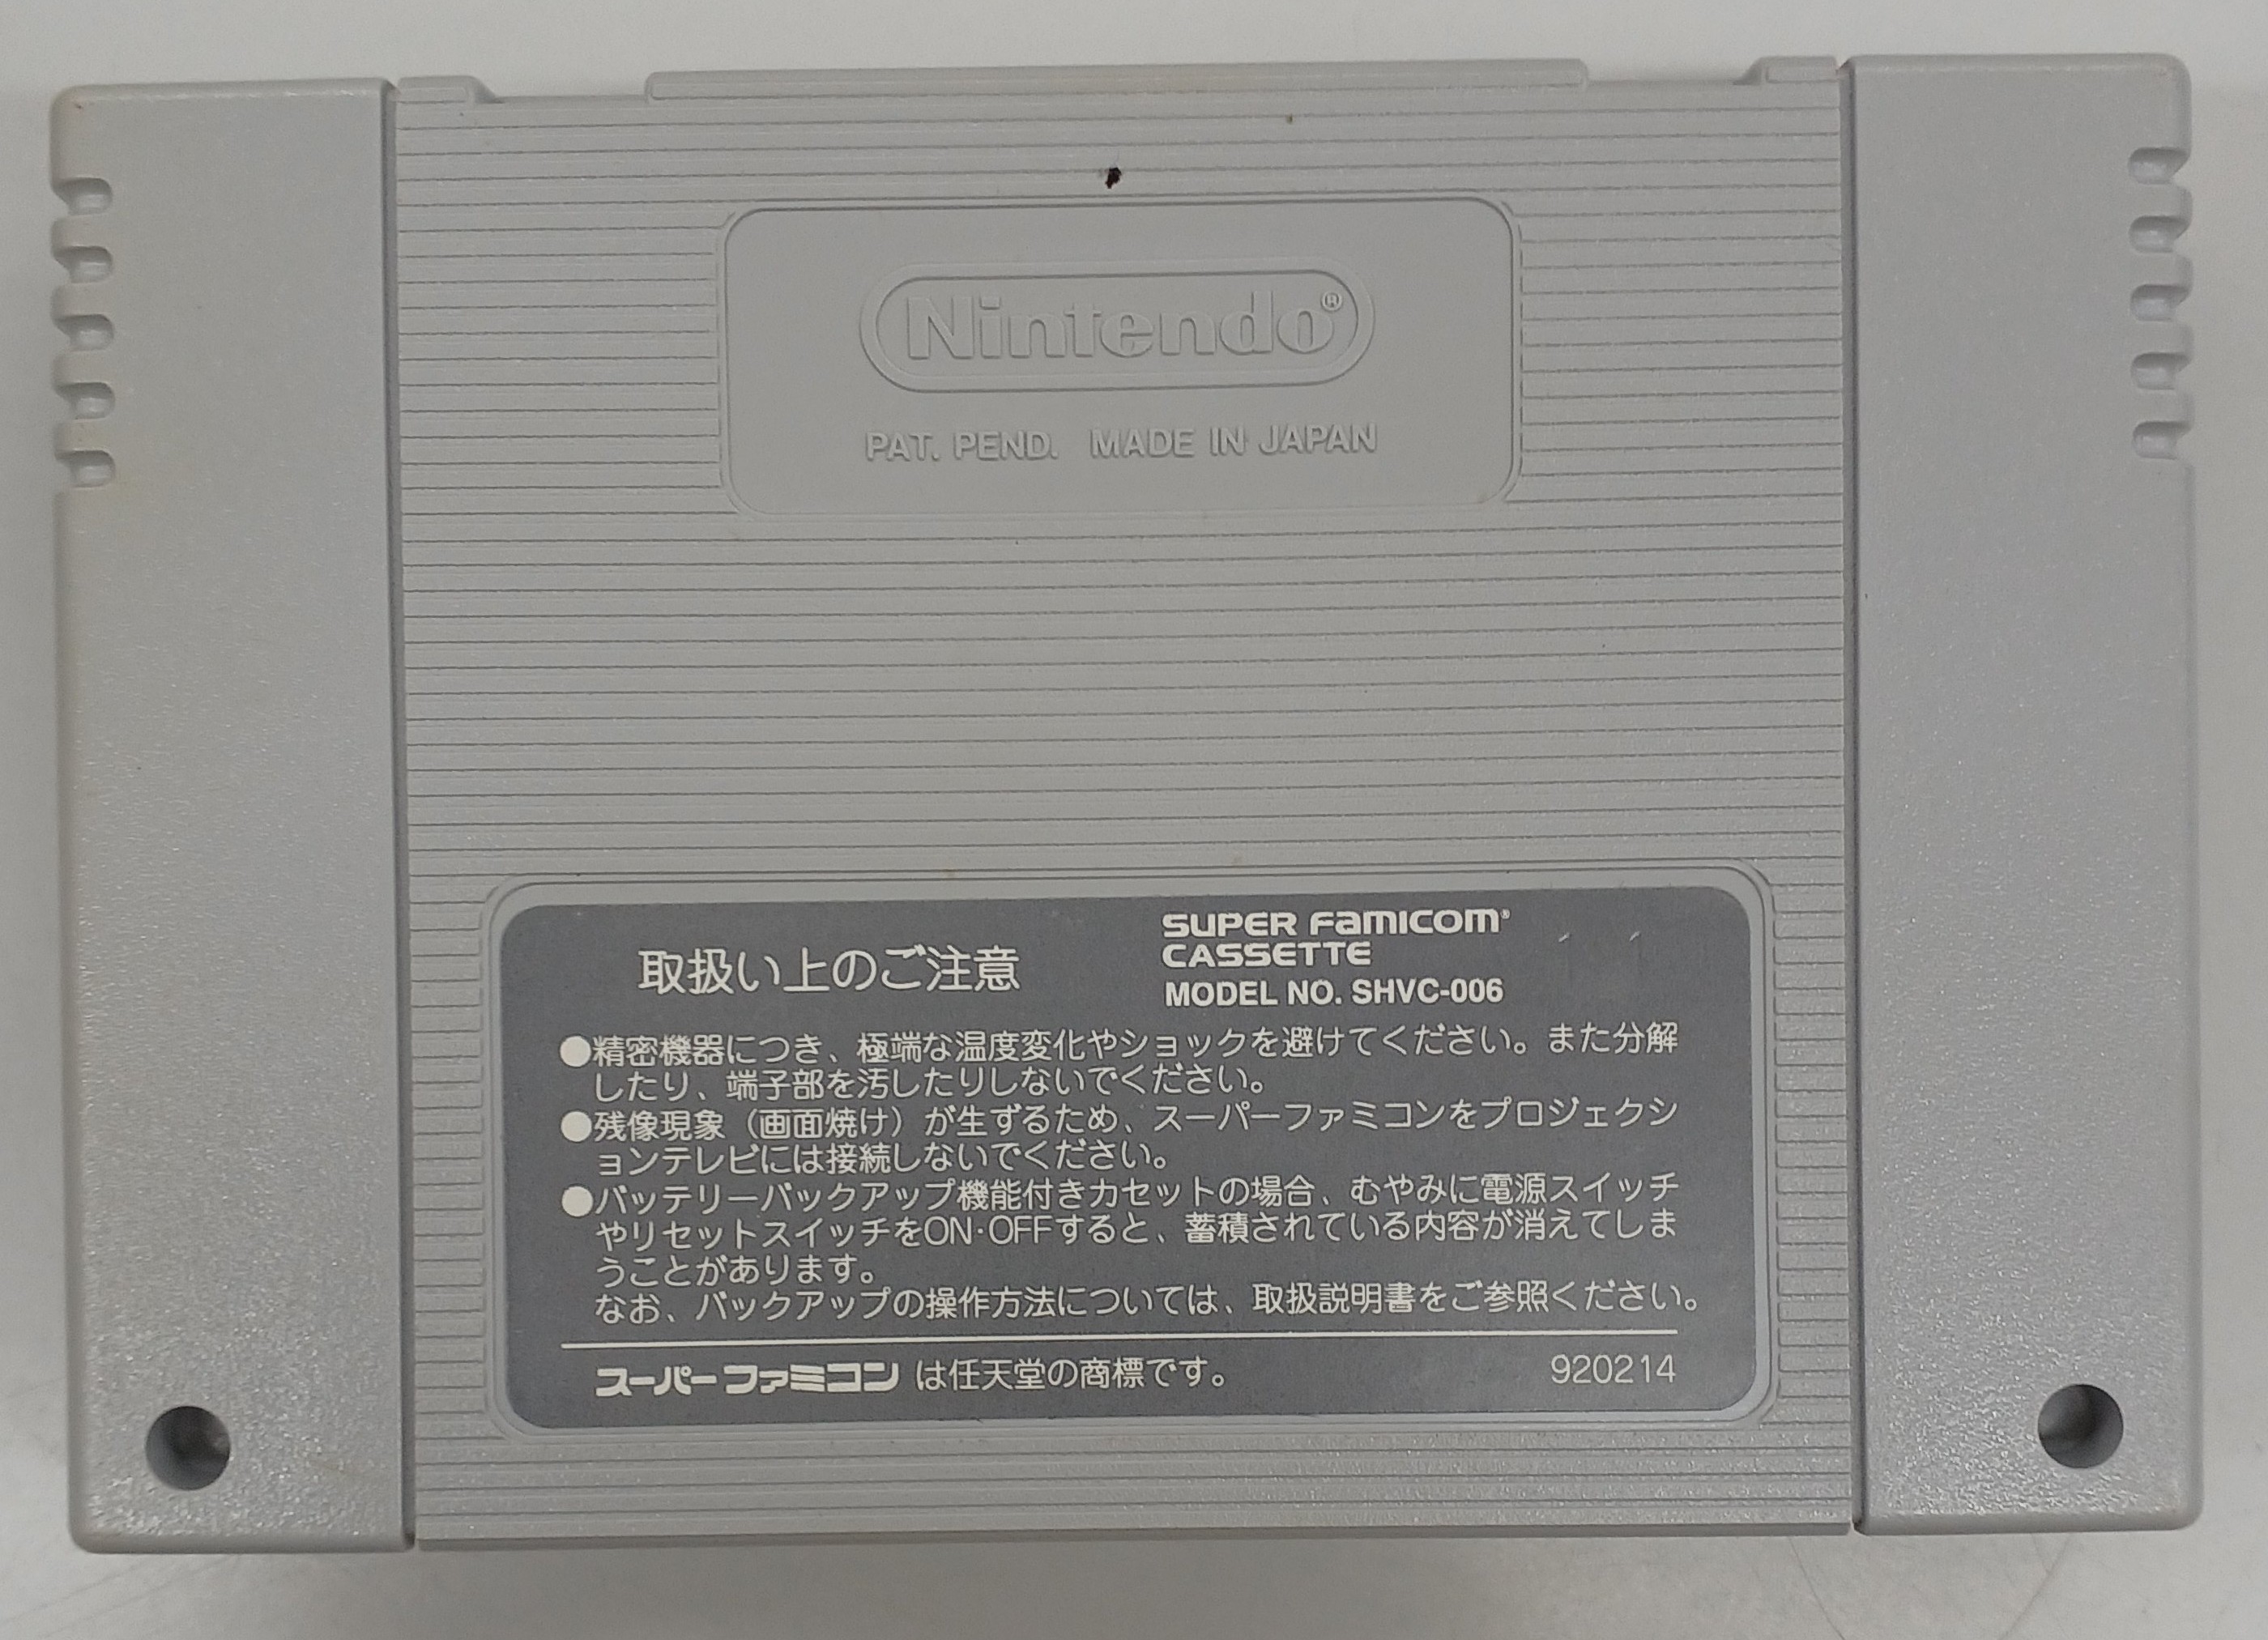 Nintendo®
PAT. PEND. MADE IN JAPAN
取扱い上のご注意
SUPER FAMICOM®
CASSETTE
MODEL NO. SHVC-006
●精密機器につき、極端な温度変化やショックを避けてください。また分解
したり、端子部を汚したりしないでください。
●残像現象（画面焼け）が生ずるため、スーパーファミコンをプロジェクシ
ョンテレビには接続しないでください。
●バッテリーバックアップ機能付きカセットの場合、むやみに電源スイッチ
やリセットスイッチをON・OFFすると、蓄積されている内容が消えてしま
うことがあります。
なお、バックアップの操作方法については、取扱説明書をご参照ください。
スーパーファミコンは任天堂の商標です。
920214